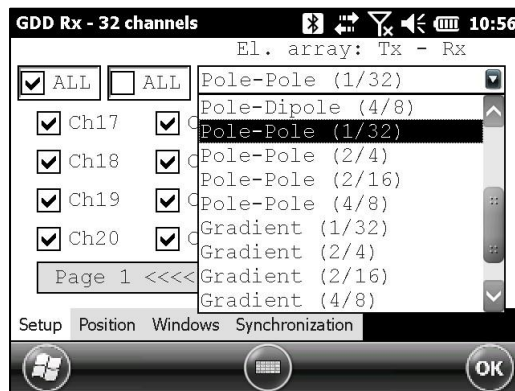 GDD Rx - 32 channels 10:56
El. array: Tx - Rx
ALL ALL Pole-Pole (1/32)
Pole-Dipole (4/8)
Ch17 C Pole-Pole (1/32)
Pole-Pole (2/4)
Ch18 C Pole-Pole (2/16)
Pole-Pole (4/8)
Ch19 C Gradient (1/32)
Ch20 C Gradient (2/4)
Page 1 <<<< Gradient (2/16)
Gradient (4/8)
Setup Position Windows Synchronization
OK